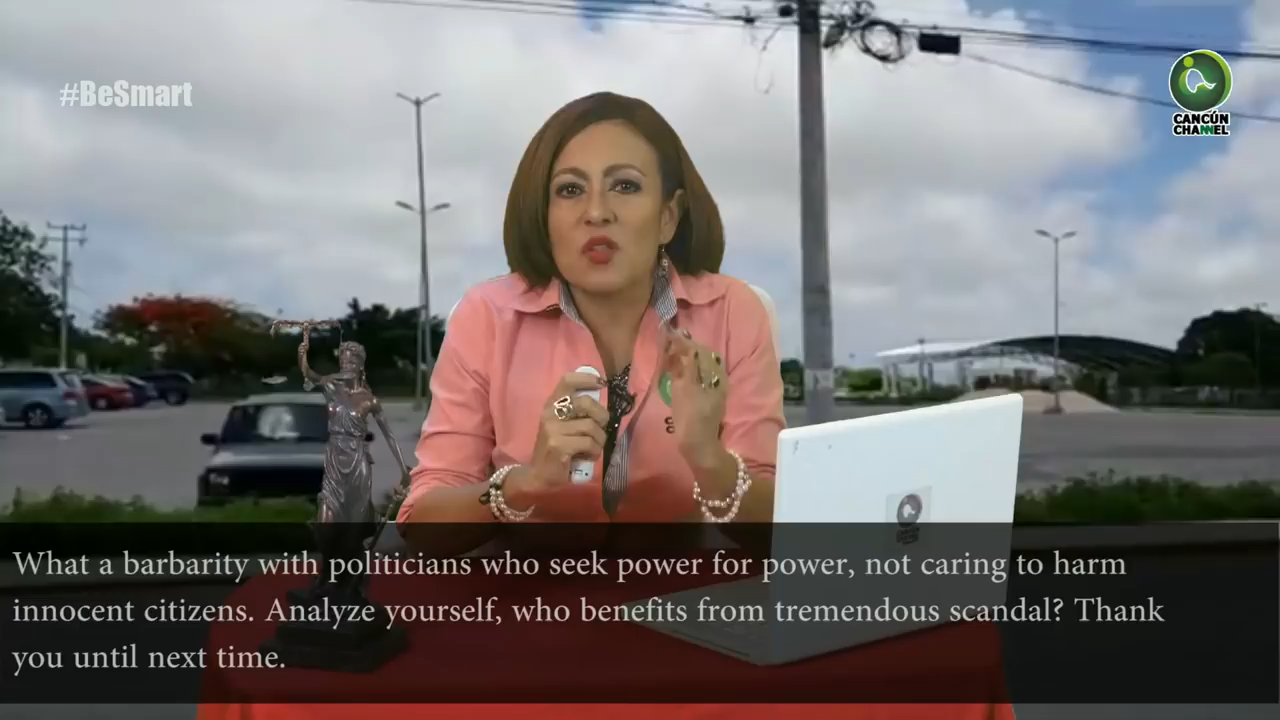 #BeSmart
CANCÚN
CHANNEL
What a barbarity with politicians who seek power for power, not caring to harm
innocent citizens. Analyze yourself, who benefits from tremendous scandal? Thank
you until next time.